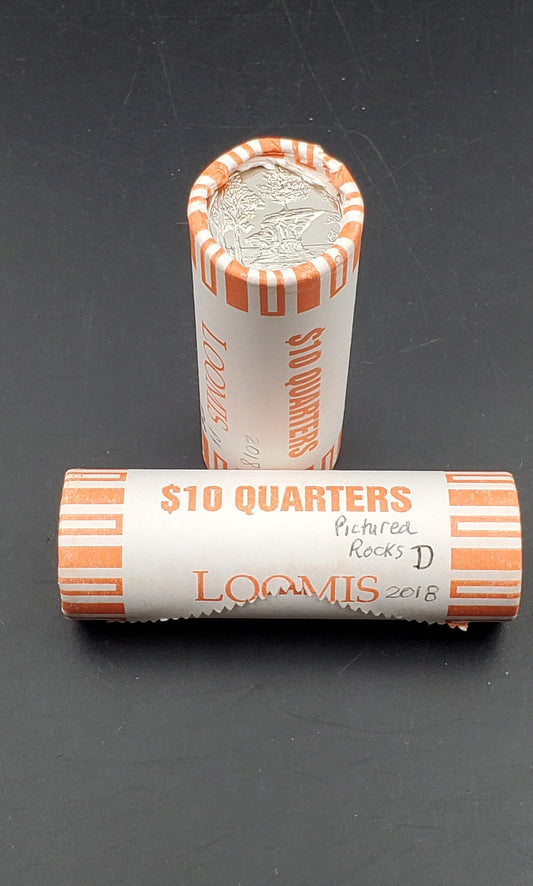 $10 QUARTERS
LOOMIS
2018
$10 QUARTERS
Pictured
Rocks D
LOOMIS 2018